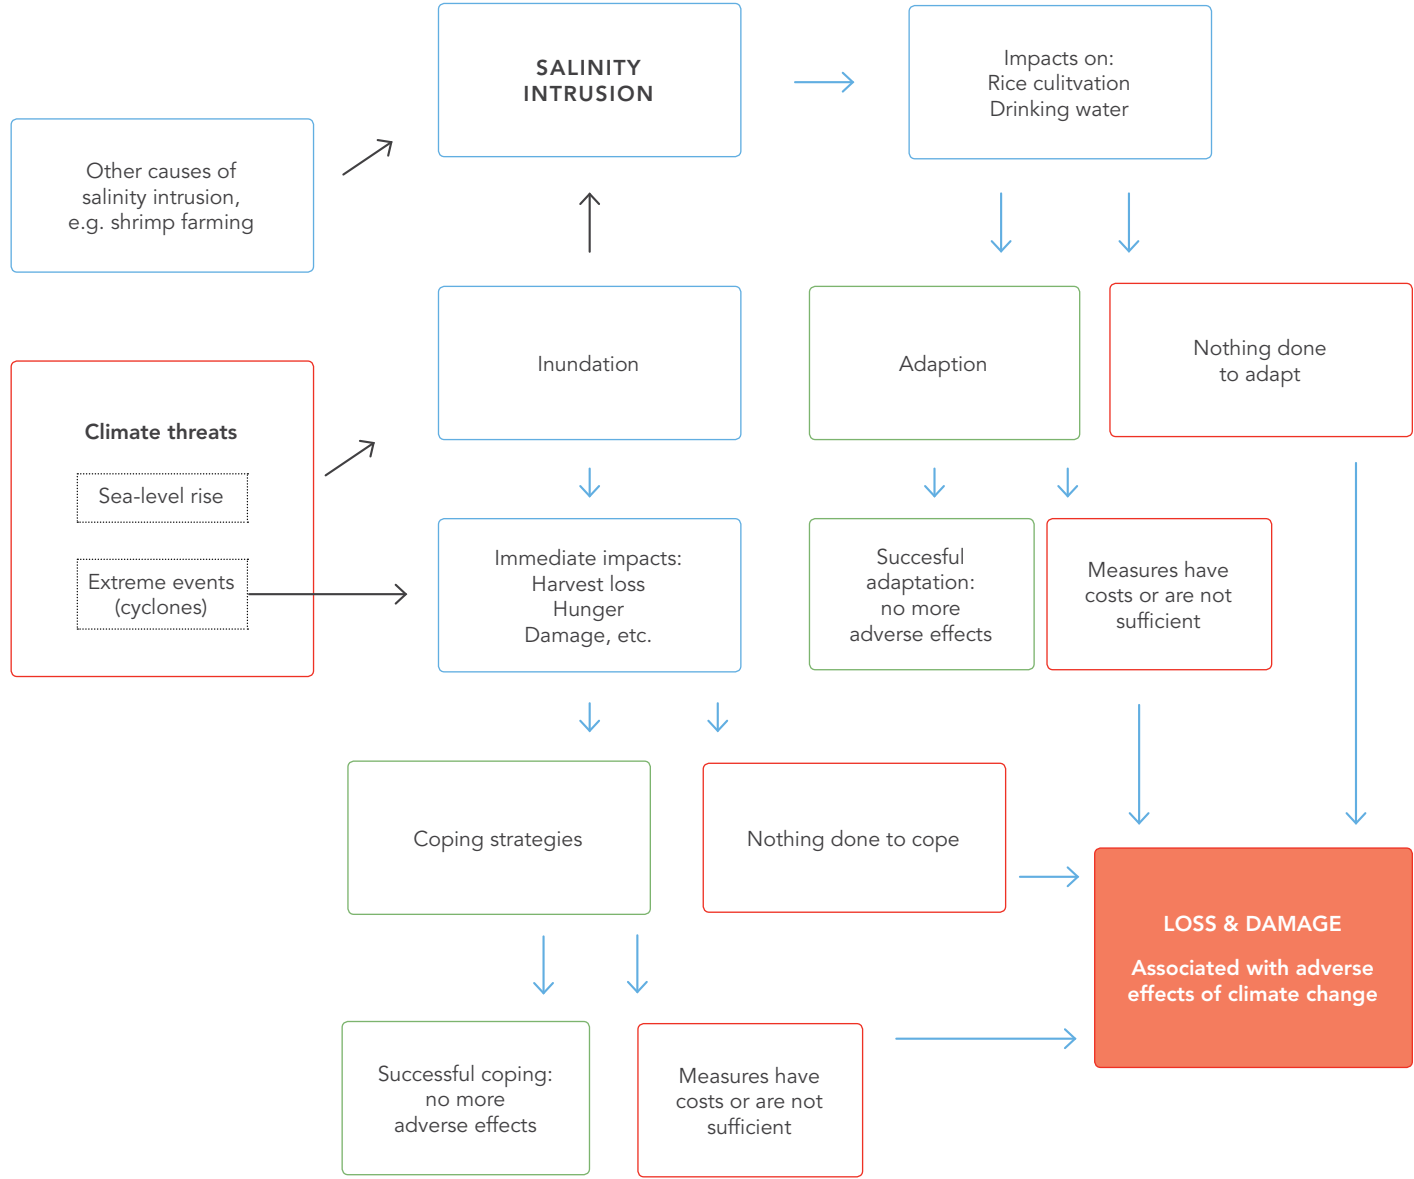 SALINITY
INTRUSION
Impacts on:
Rice culitvation
Drinking water
Other causes of
salinity intrusion,
e.g. shrimp farming
Inundation
Adaption
Nothing done
to adapt
Climate threats
Sea-level rise
Extreme events
(cyclones)
Immediate impacts:
Harvest loss
Hunger
Damage, etc.
Succesful
adaptation:
no more
adverse effects
Measures have
costs or are not
sufficient
Coping strategies
Nothing done to cope
LOSS & DAMAGE
Associated with adverse
effects of climate change
Successful coping:
no more
adverse effects
Measures have
costs or are not
sufficient